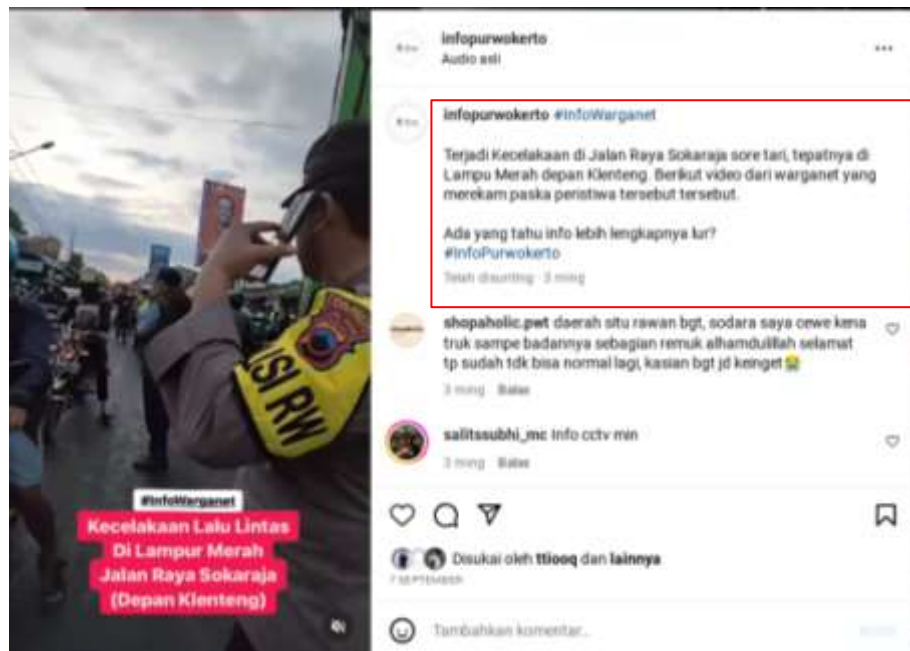 infopurwokerto
Audio asli
infopurwokerto #InfoWarganet
Terjadi Kecelakaan di Jalan Raya Sokaraja sore tari, tepatnya di
Lampu Merah depan Klenteng. Berikut video dari warganet yang
merekam paska peristiwa tersebut tersebut.
Ada yang tahu info lebih lengkapnya lur?
#InfoPurwokerto
Telah disunting · 3 ming
shopaholic.pwt daerah situ rawan bgt, sodara saya cewe kena
truk sampe badannya sebagian remuk alhamdulillah selamat
tp sudah tdk bisa normal lagi, kasian bgt jd keinget😭
3 ming Balas
salitssubhi_mc Info cctv min
3 ming Balas
Disukai oleh ttiooq dan lainnya
7 SEPTEMBER
Tambahkan komentar...
ISI RW
#InfoWarganet
Kecelakaan Lalu Lintas
Di Lampur Merah
Jalan Raya Sokaraja
(Depan Klenteng)